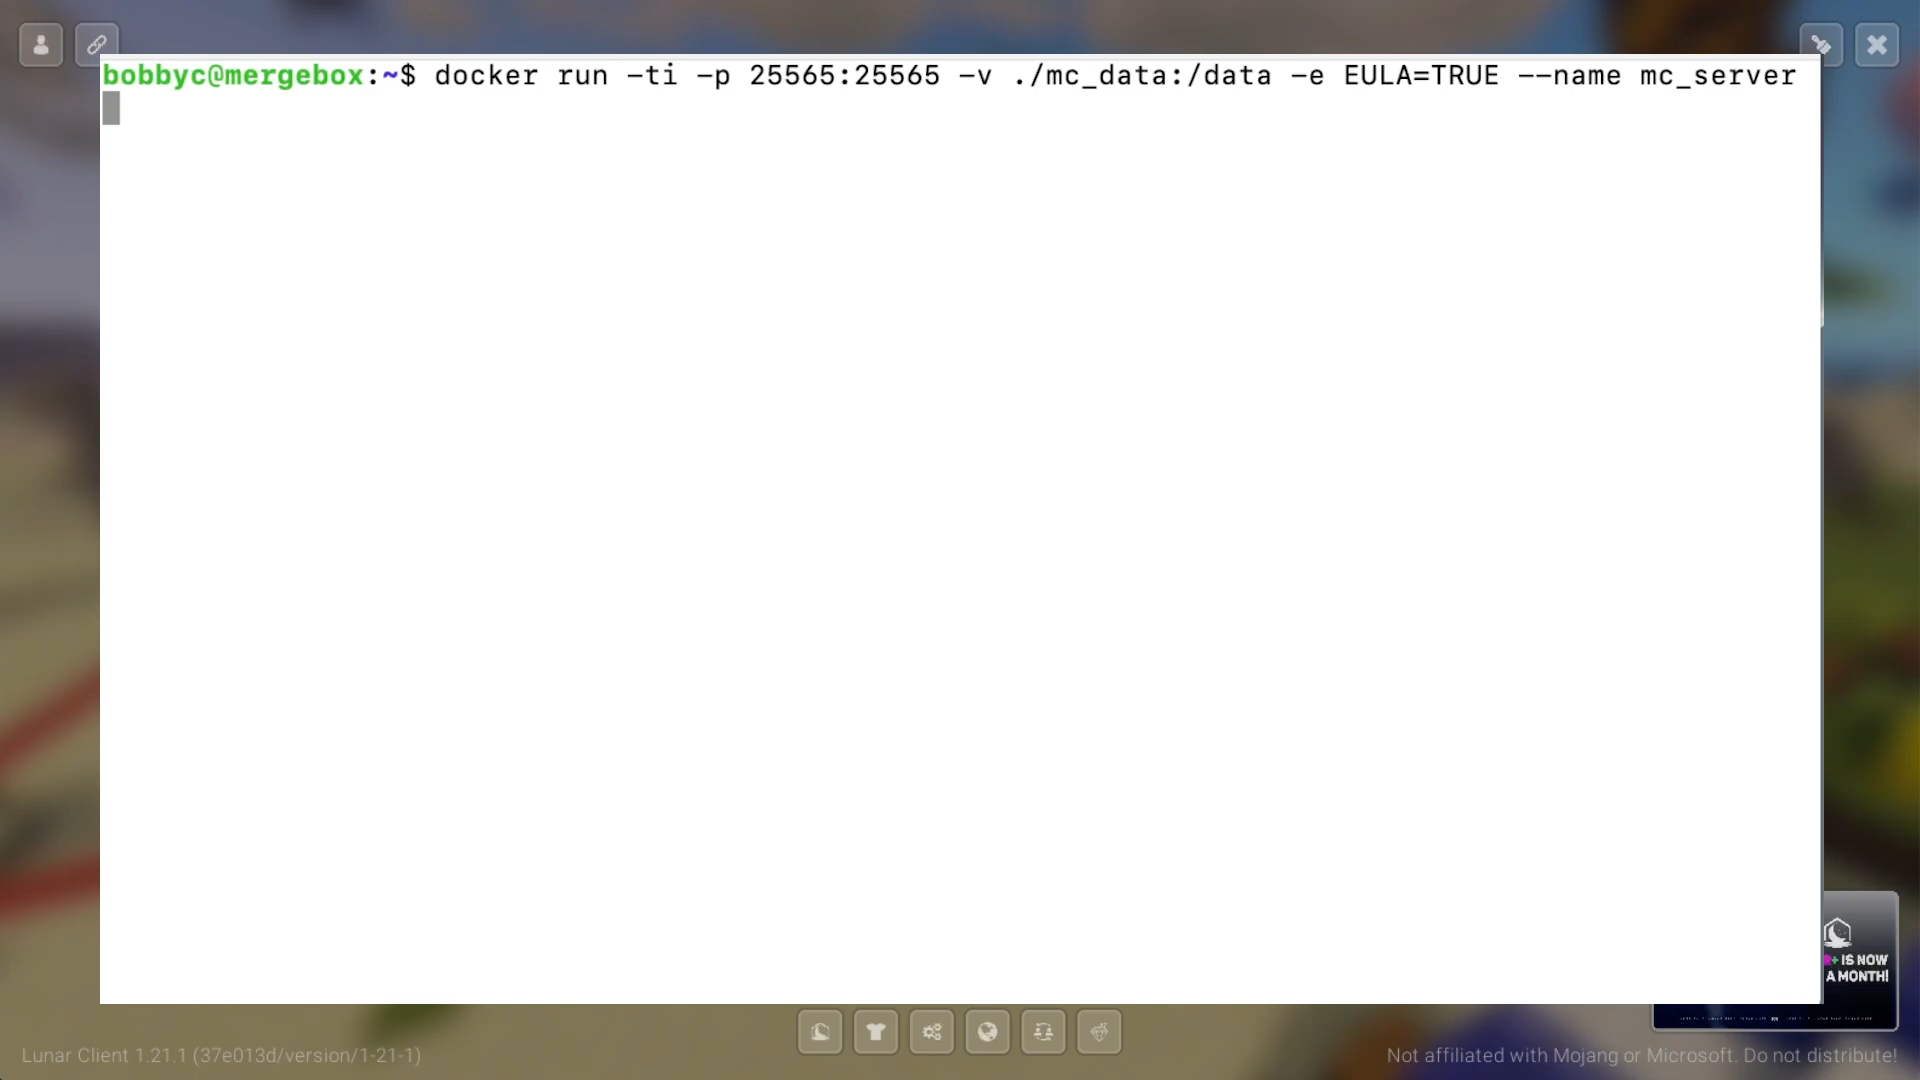 bobbyc@mergebox:~$ docker run -ti -p 25565:25565 -v ./mc_data:/data -e EULA=TRUE --name mc_server
+ IS NOW
A MONTH!
Lunar Client 1.21.1 (37e013d/version/1-21-1)
Not affiliated with Mojang or Microsoft. Do not distribute!